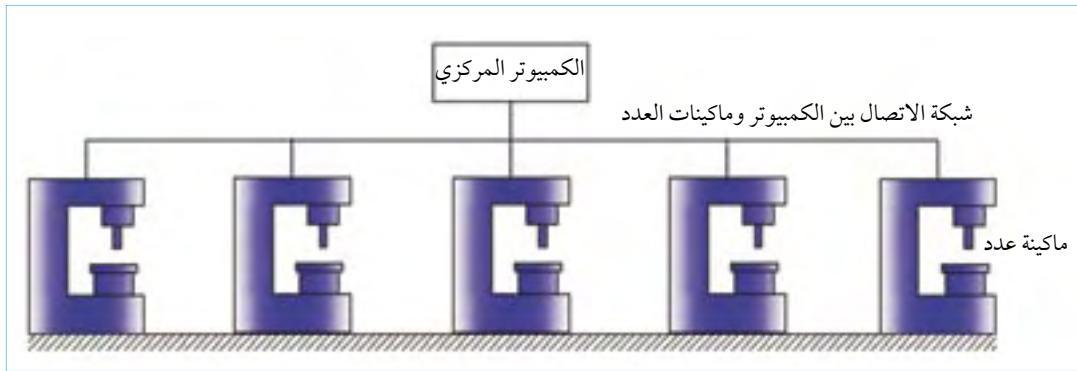 الكمبيوتر المركزي
شبكة الاتصال بين الكمبيوتر وماكينات العدد
ماكينة عدد